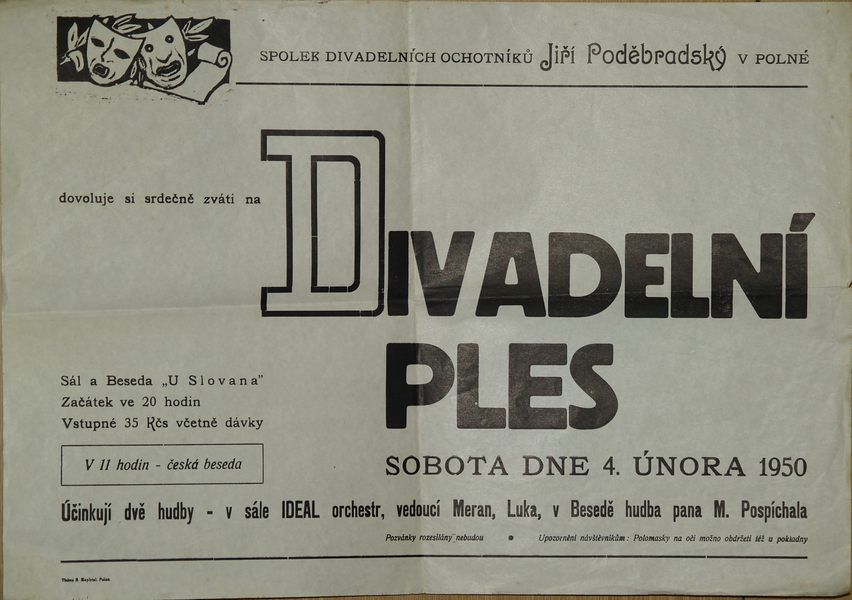 SPOLEK DIVADELNÍCH OCHOTNÍKŮ Jiří Poděbradský V POLNÉ
dovoluje si srdečně zváti na
DIVADELNÍ
PLES
Sál a Beseda „U Slovana"
Začátek ve 20 hodin
Vstupné 35 Kčs včetně dávky
V 11 hodin - česká beseda
SOBOTA DNE 4. ÚNORA 1950
Účinkují dvě hudby - v sále IDEAL orchestr, vedoucí Meran, Luka, v Besedě hudba pana M. Pospíchala
Pozvánky rozesílány nebudou ● Upozornění návštěvníkům: Polomasky na oči možno obdržeti též u pokladny